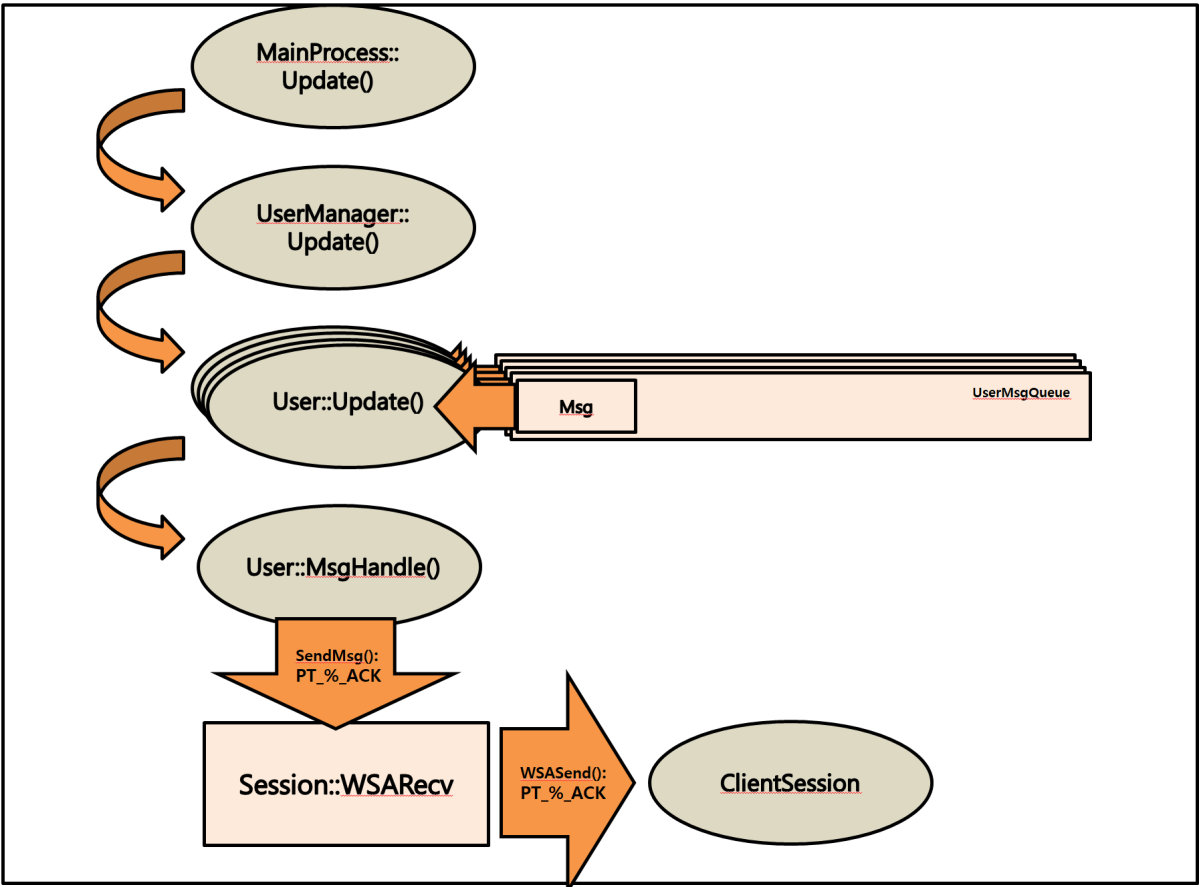 MainProcess::
Update()
UserManager::
Update()
User::Update()
Msg
UserMsgQueue
User::MsgHandle()
SendMsg():
PT_%_ACK
Session::WSARecv
WSASend():
PT_%_ACK
ClientSession